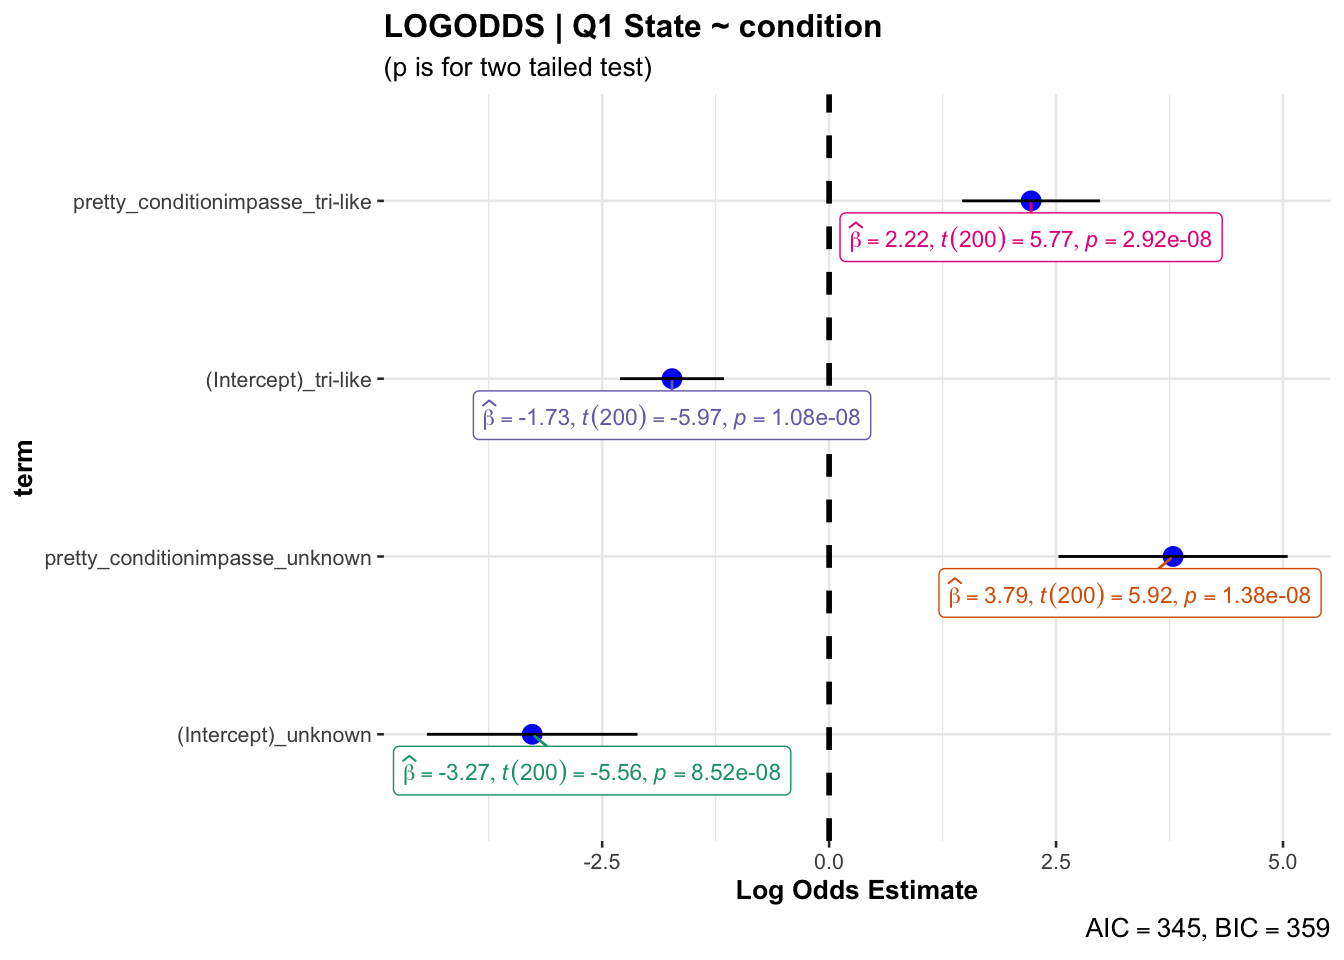 LOGODDS | Q1 State ~ condition
(p is for two tailed test)
pretty_conditionimpasse_tri-like
β̂ = 2.22, t(200) = 5.77, p = 2.92e-08
(Intercept)_tri-like
β̂ = -1.73, t(200) = -5.97, p = 1.08e-08
term
pretty_conditionimpasse_unknown
β̂ = 3.79, t(200) = 5.92, p = 1.38e-08
(Intercept)_unknown
β̂ = -3.27, t(200) = -5.56, p = 8.52e-08
-2.5 0.0 2.5 5.0
Log Odds Estimate
AIC = 345, BIC = 359